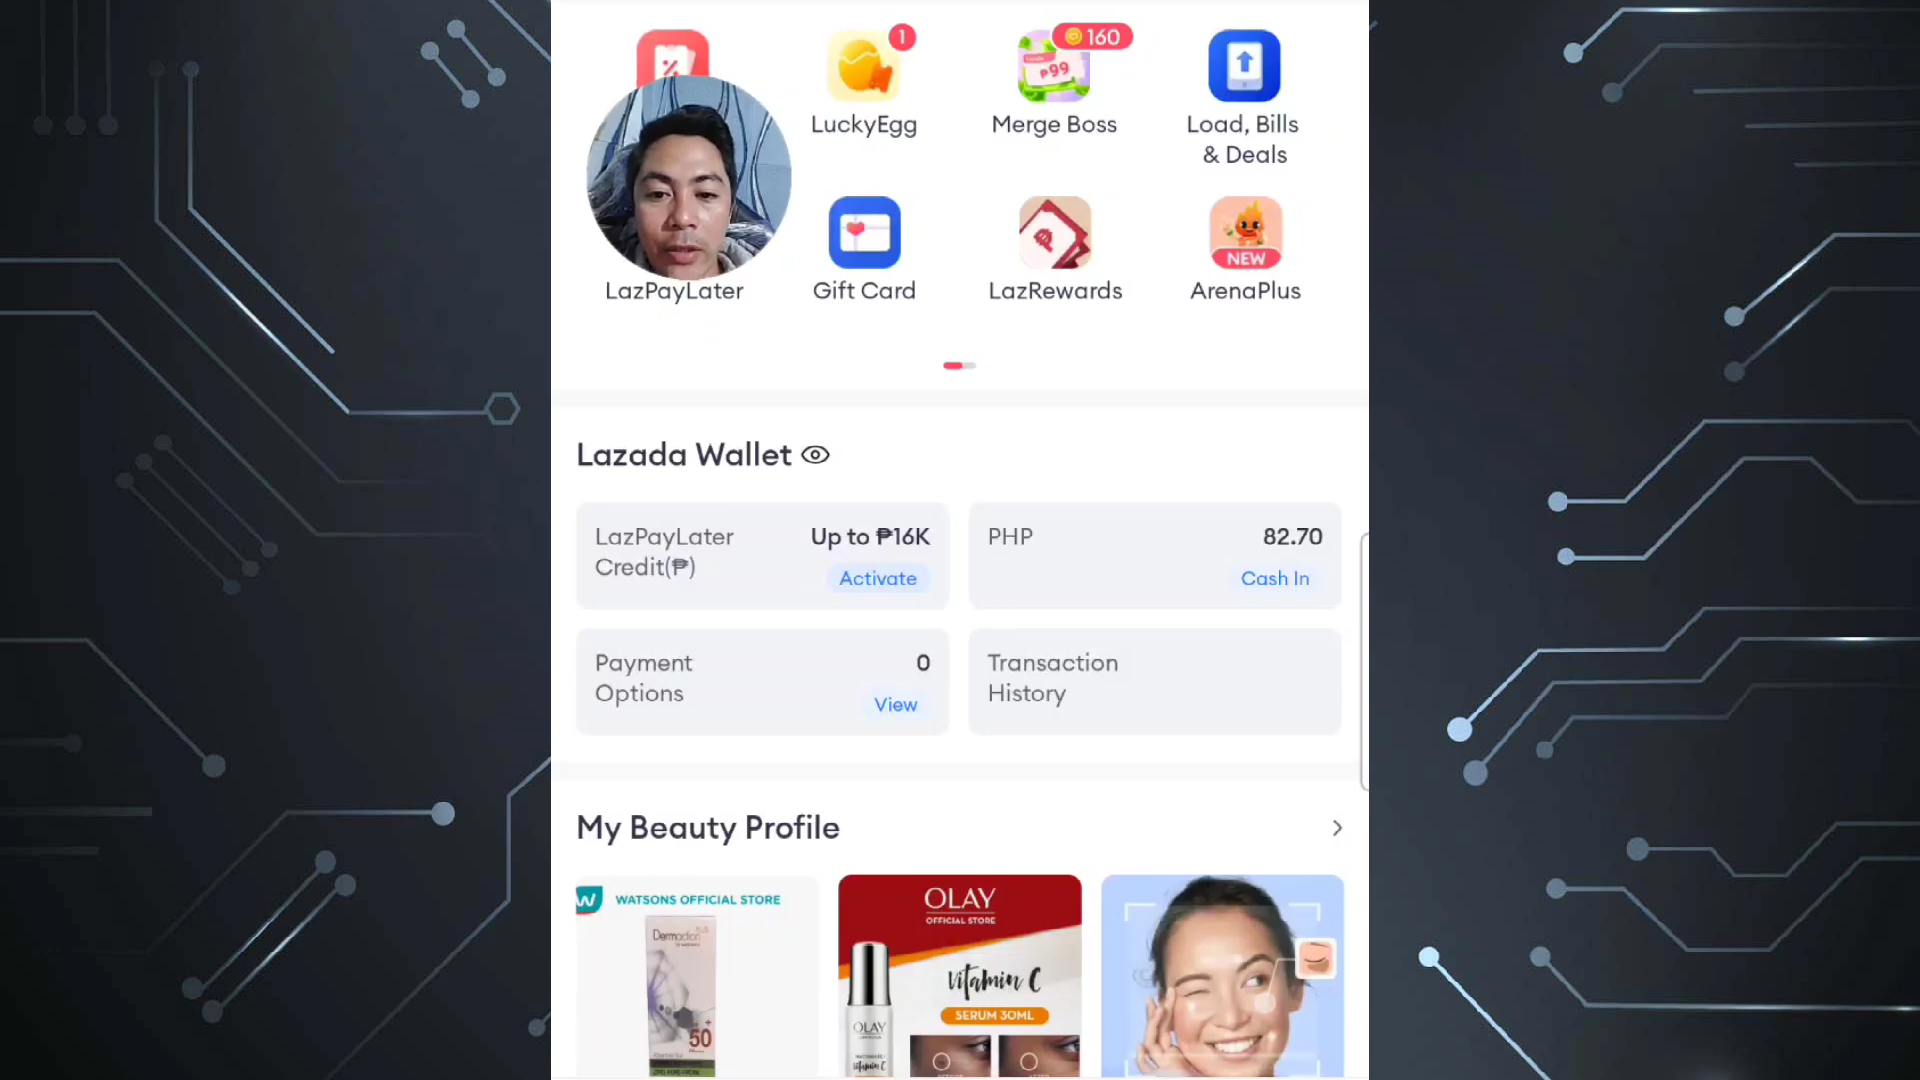 1
160
₱99
LuckyEgg
Merge Boss
Load, Bills
& Deals
NEW
LazPayLater
Gift Card
LazRewards
ArenaPlus
Lazada Wallet
LazPayLater
Credit(₱)
Up to ₱16K
Activate
PHP
82.70
Cash In
Payment
Options
0
View
Transaction
History
My Beauty Profile
W
WATSONS OFFICIAL STORE
Dermaction
50
OLAY
OFFICIAL STORE
Vitamin C
SERUM 30ML
OLAY
Vitamin C